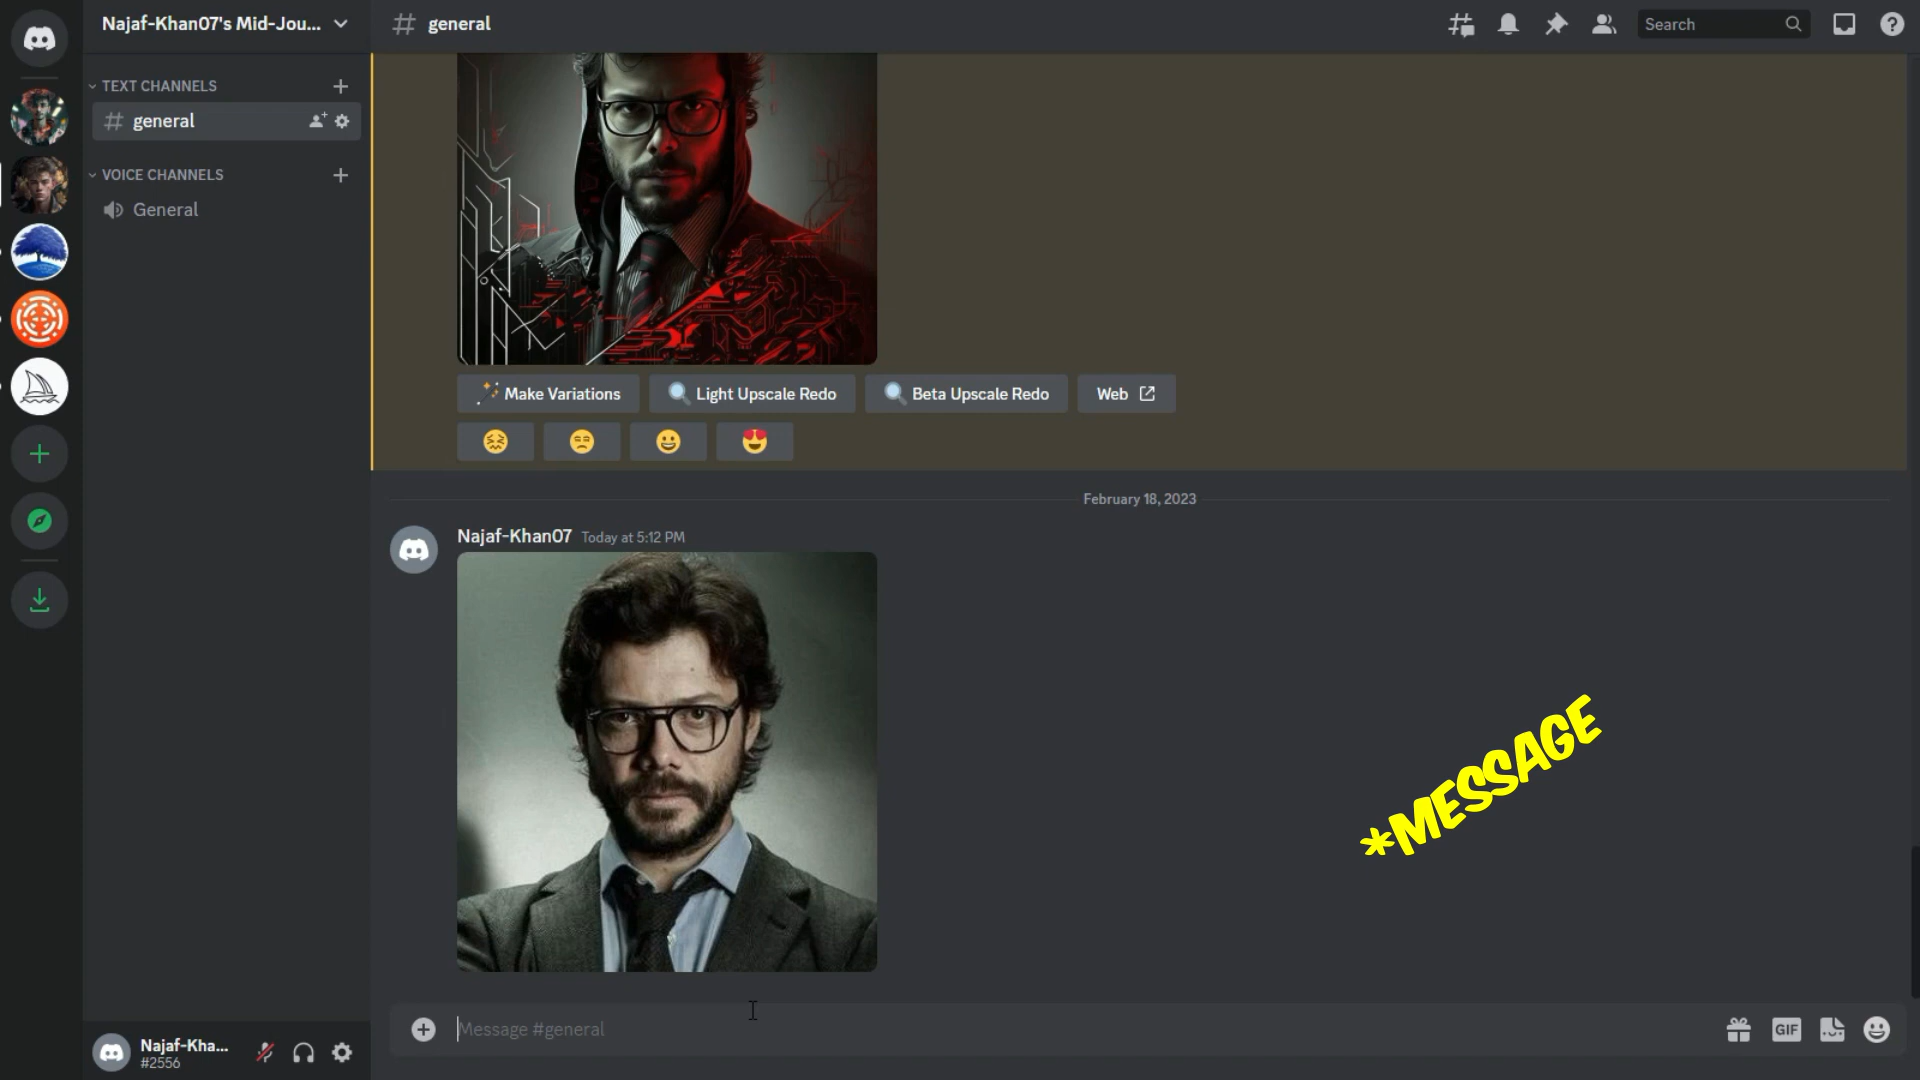 Najaf-Khan07's Mid-Jou...
general
Search
TEXT CHANNELS
general
VOICE CHANNELS
General
Make Variations
Light Upscale Redo
Beta Upscale Redo
Web
February 18, 2023
Najaf-Khan07 Today at 5:12 PM
*MESSAGE
Message #general
GIF
Najaf-Kha...
#2556